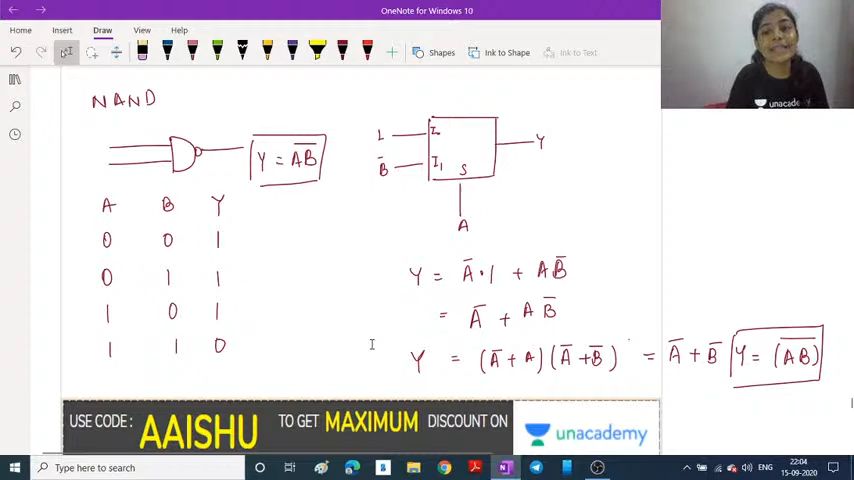 OneNote for Windows 10
Home Insert Draw View Help
Shapes Ink to Shape Ink to Text
unacademy
NAND
Y = \overline{AB}
1 I₀ Y
B̅ I₁ S
A
A B Y
0 0 1
0 1 1
1 0 1
1 1 0
Y = A̅·1 + AB̅
= A̅ + AB̅
Y = (A̅ + A)(A̅ + B̅) = A̅ + B̅ Y = (\overline{AB})
USE CODE : AAISHU TO GET MAXIMUM DISCOUNT ON unacademy
Type here to search
ENG 22:04
15-09-2020